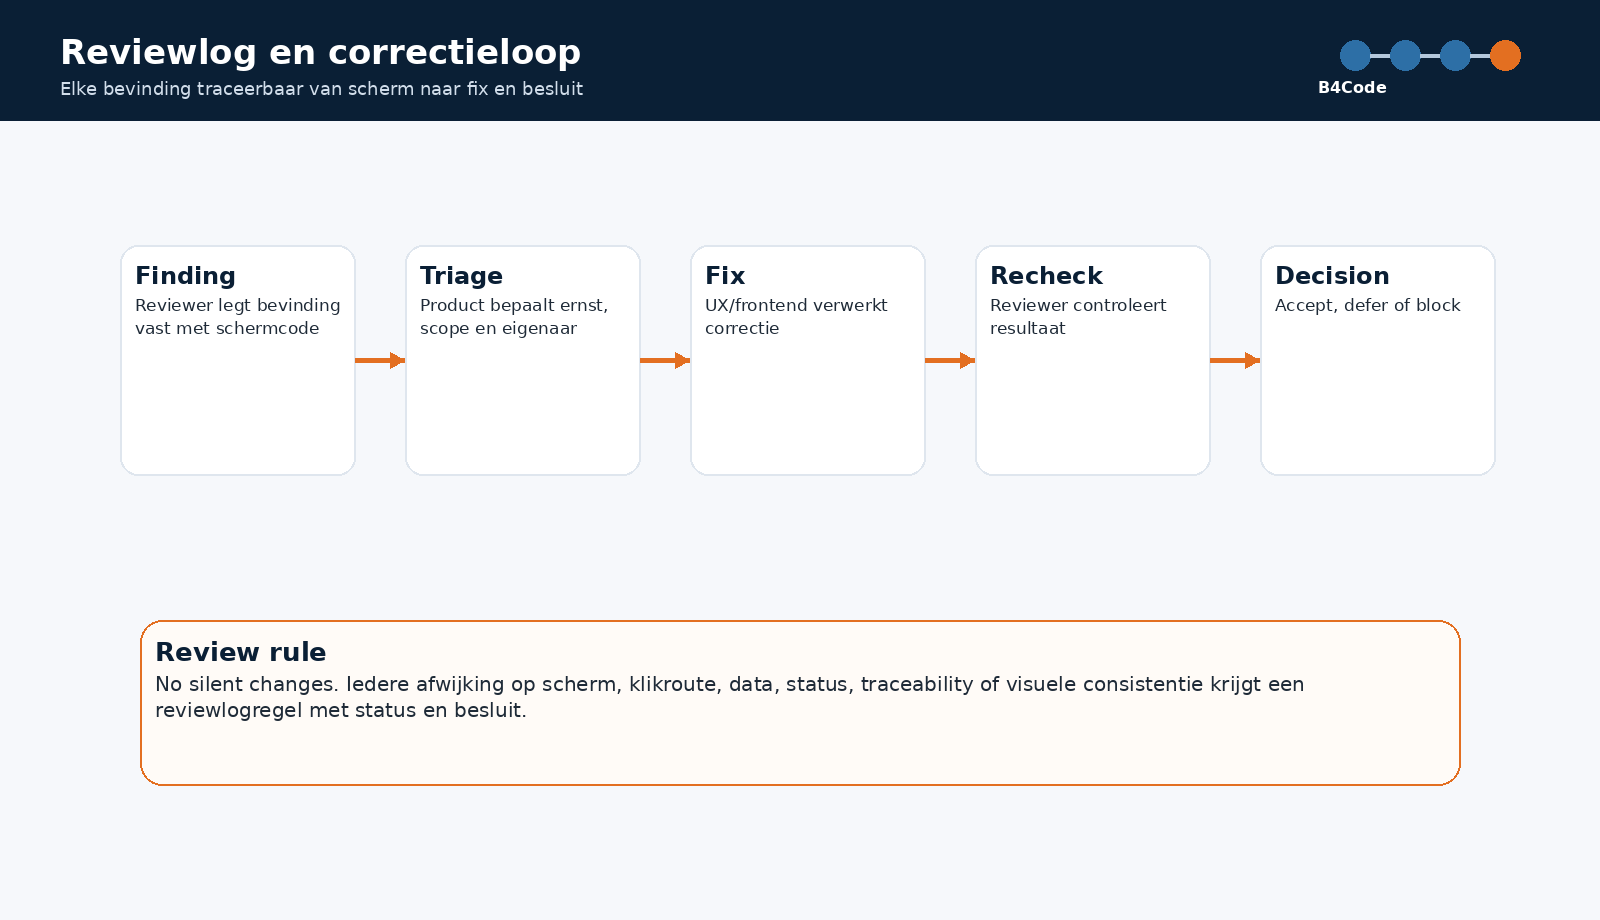 Reviewlog en correctieloop
Elke bevinding traceerbaar van scherm naar fix en besluit
B4Code
Finding
Reviewer legt bevinding
vast met schermcode
Triage
Product bepaalt ernst,
scope en eigenaar
Fix
UX/frontend verwerkt
correctie
Recheck
Reviewer controleert
resultaat
Decision
Accept, defer of block
Review rule
No silent changes. Iedere afwijking op scherm, klikroute, data, status, traceability of visuele consistentie krijgt een
reviewlogregel met status en besluit.